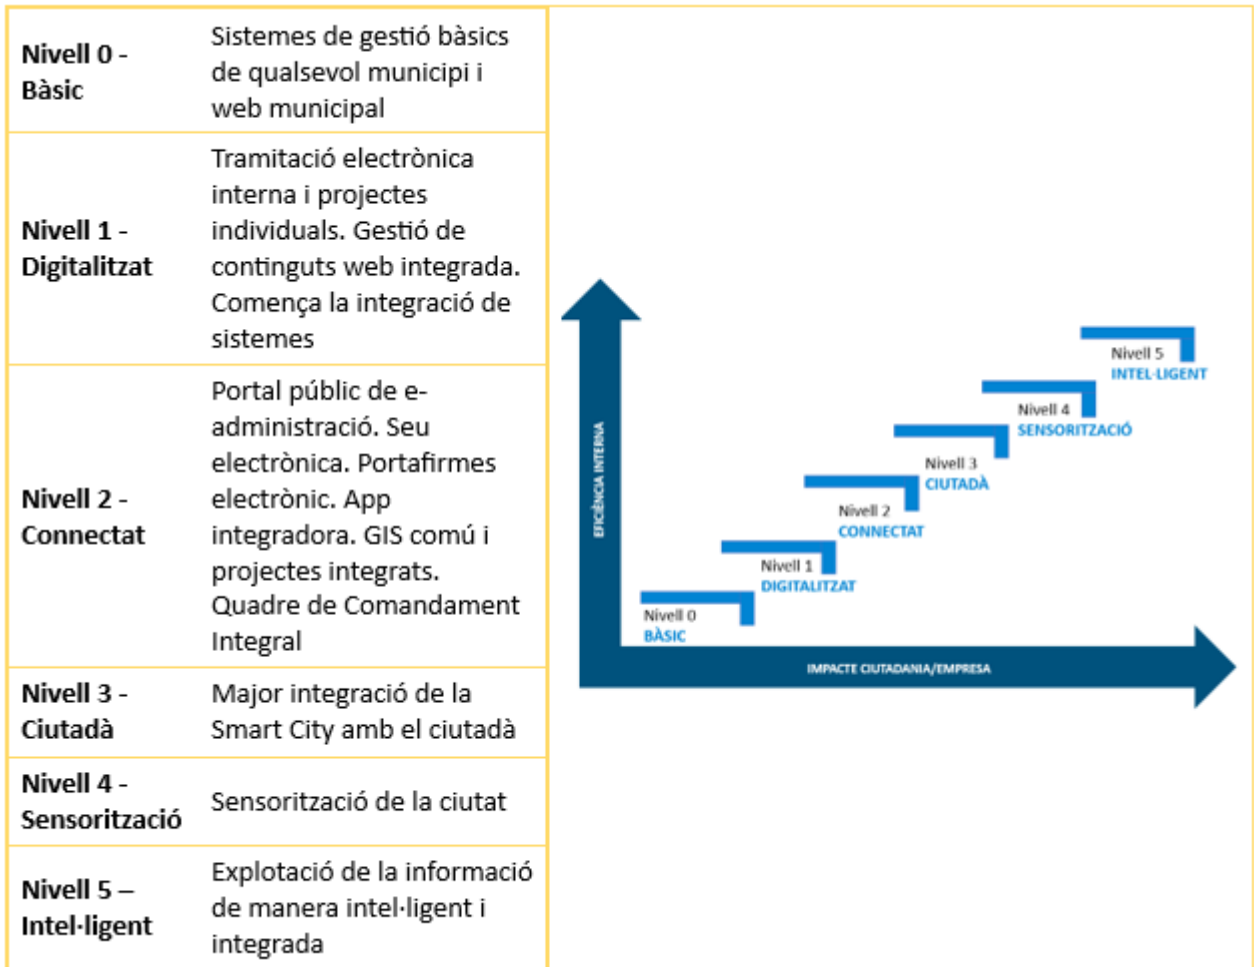 Nivell 0 -
Bàsic
Sistemes de gestió bàsics
de qualsevol municipi i
web municipal
Nivell 1 -
Digitalitzat
Tramitació electrònica
interna i projectes
individuals. Gestió de
continguts web integrada.
Comença la integració de
sistemes
Nivell 2 -
Connectat
Portal públic de e-
administració. Seu
electrònica. Portafirmes
electrònic. App
integradora. GIS comú i
projectes integrats.
Quadre de Comandament
Integral
Nivell 3 -
Ciutadà
Major integració de la
Smart City amb el ciutadà
Nivell 4 -
Sensorització
Sensorització de la ciutat
Nivell 5 –
Intel·ligent
Explotació de la informació
de manera intel·ligent i
integrada
EFICIÈNCIA INTERNA
Nivell 5
INTEL·LIGENT
Nivell 4
SENSORITZACIÓ
Nivell 3
CIUTADÀ
Nivell 2
CONNECTAT
Nivell 1
DIGITALITZAT
Nivell 0
BÀSIC
IMPACTE CIUTADANIA/EMPRESA